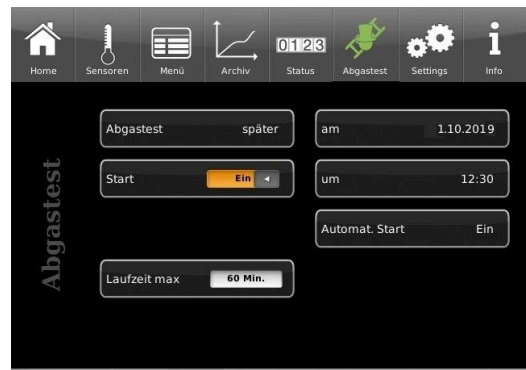 0123
Home Sensoren Menü Archiv Status Abgastest Settings Info
Abgastest
Abgastest später
am 1.10.2019
Start Ein
um 12:30
Automat. Start Ein
Laufzeit max 60 Min.